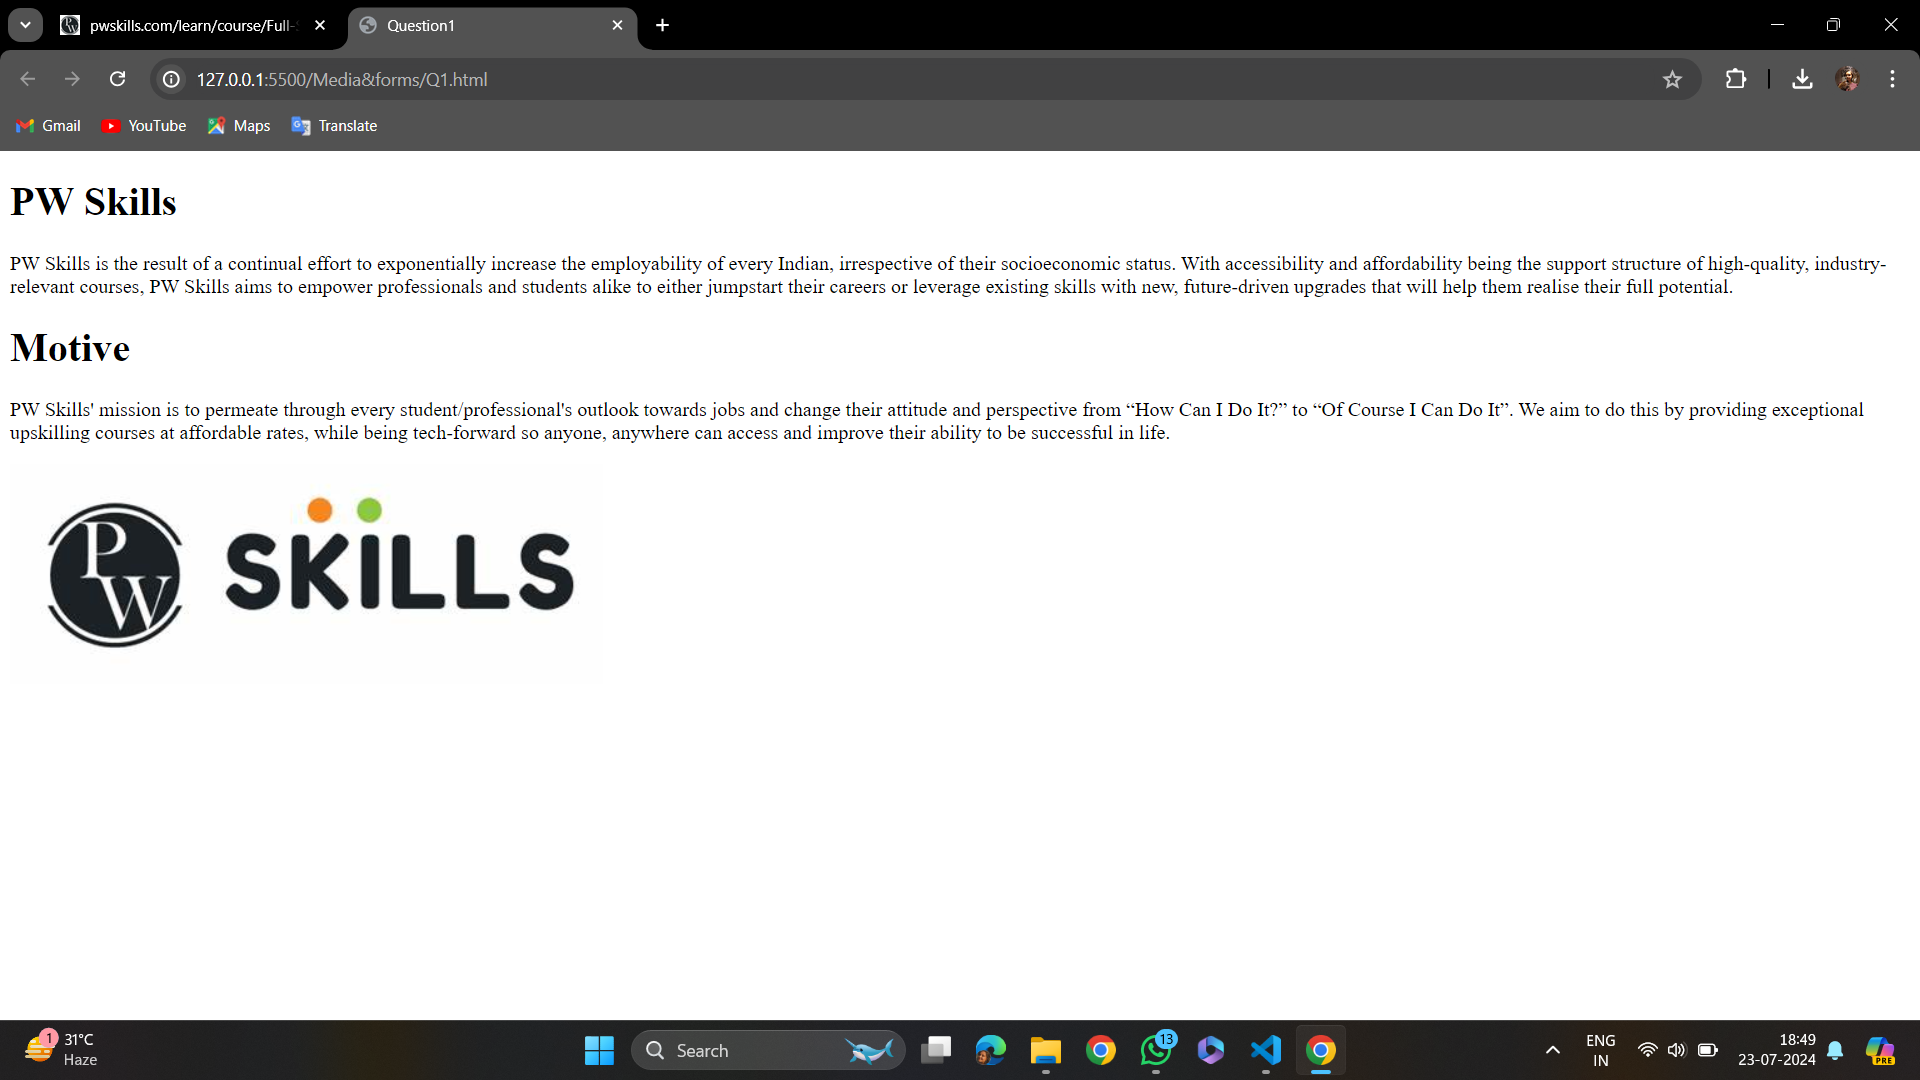 pwskills.com/learn/course/Full-
Question1
127.0.0.1:5500/Media&forms/Q1.html
Gmail YouTube Maps Translate
PW Skills
PW Skills is the result of a continual effort to exponentially increase the employability of every Indian, irrespective of their socioeconomic status. With accessibility and affordability being the support structure of high-quality, industry-
relevant courses, PW Skills aims to empower professionals and students alike to either jumpstart their careers or leverage existing skills with new, future-driven upgrades that will help them realise their full potential.
Motive
PW Skills' mission is to permeate through every student/professional's outlook towards jobs and change their attitude and perspective from “How Can I Do It?” to “Of Course I Can Do It”. We aim to do this by providing exceptional
upskilling courses at affordable rates, while being tech-forward so anyone, anywhere can access and improve their ability to be successful in life.
PW SKILLS
1
31°C
Haze
Search
13
ENG
IN
18:49
23-07-2024
PRE